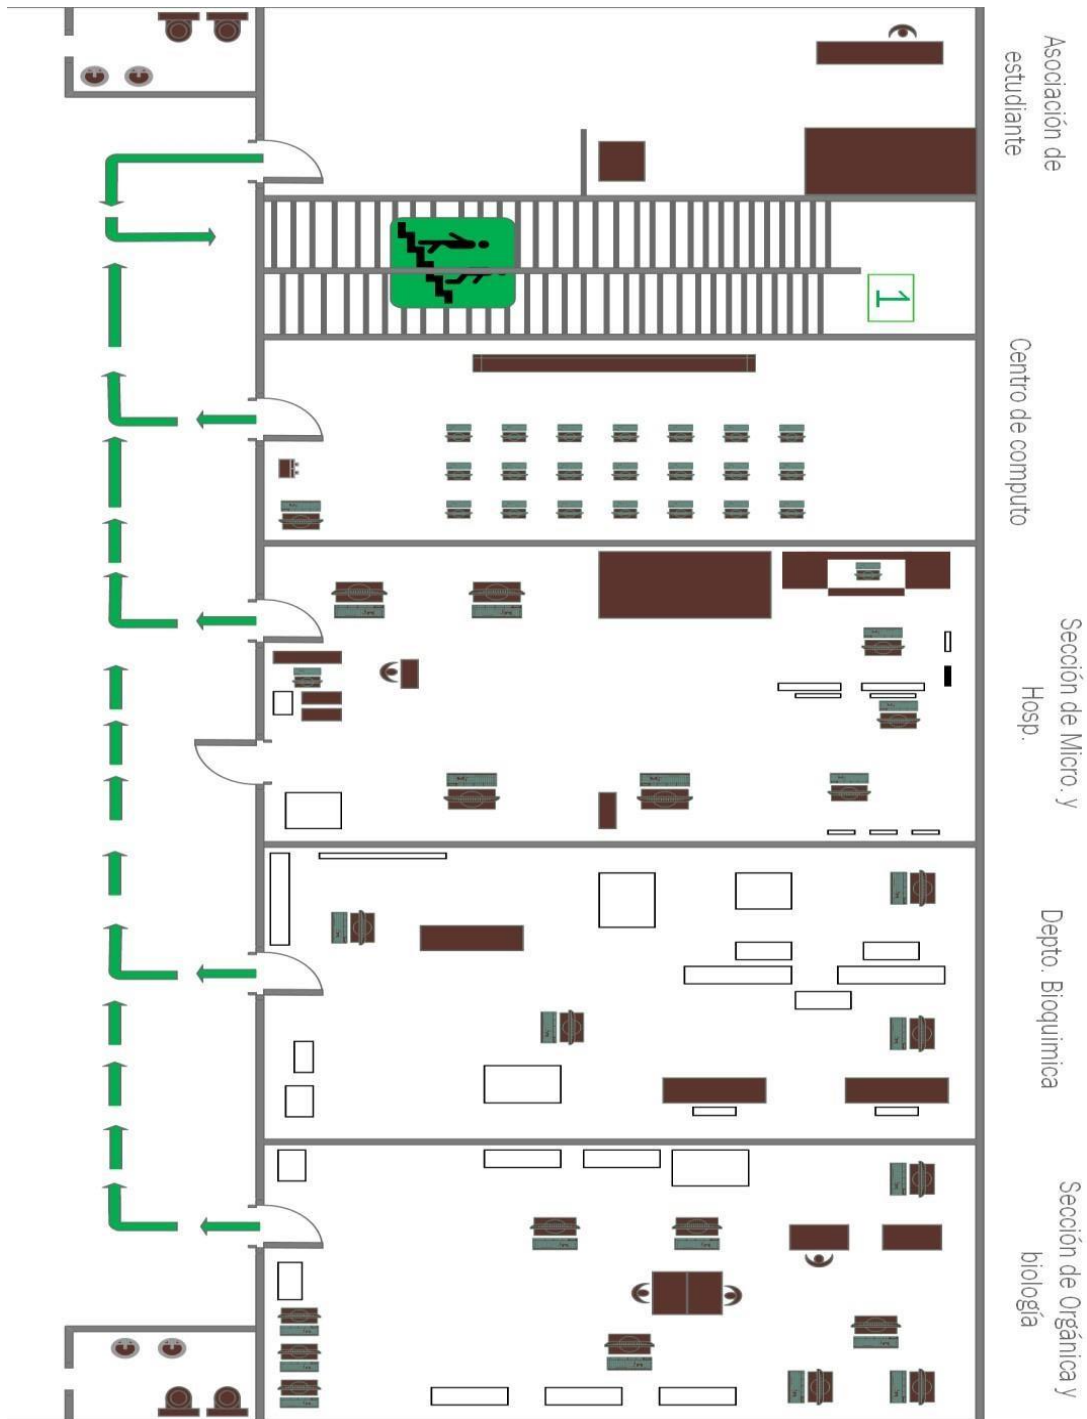 Asociación de
estudiante
1
Centro de computo
Sección de Micro. y
Hosp.
Depto. Bioquimica
Sección de Orgánica y
biología